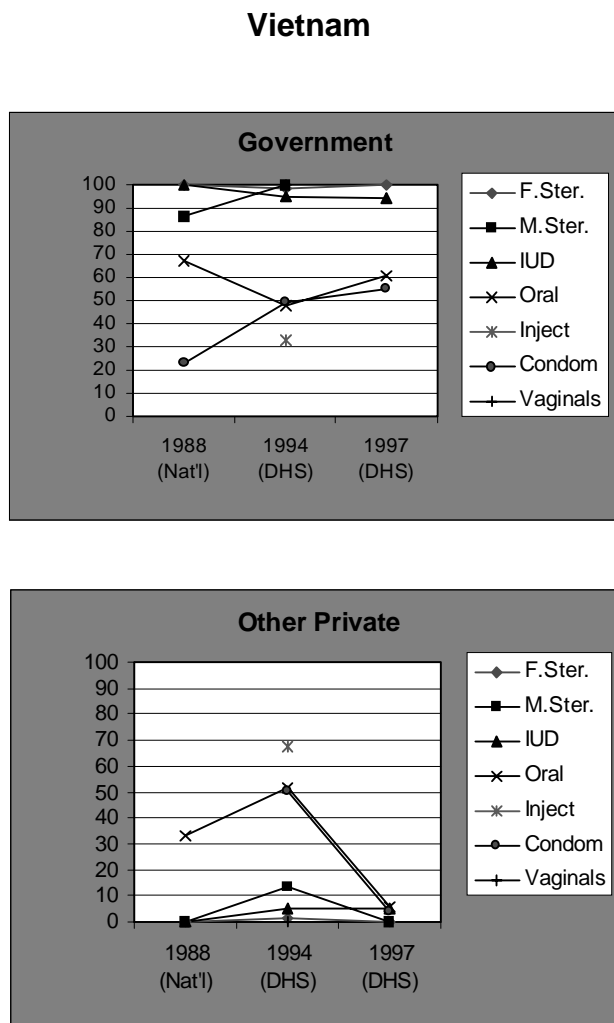 Vietnam
Government
100
90
80
70
60
50
40
30
20
10
0
1988
(Nat'l)
1994
(DHS)
1997
(DHS)
F.Ster.
M.Ster.
IUD
Oral
Inject
Condom
Vaginals
Other Private
100
90
80
70
60
50
40
30
20
10
0
1988
(Nat'l)
1994
(DHS)
1997
(DHS)
F.Ster.
M.Ster.
IUD
Oral
Inject
Condom
Vaginals